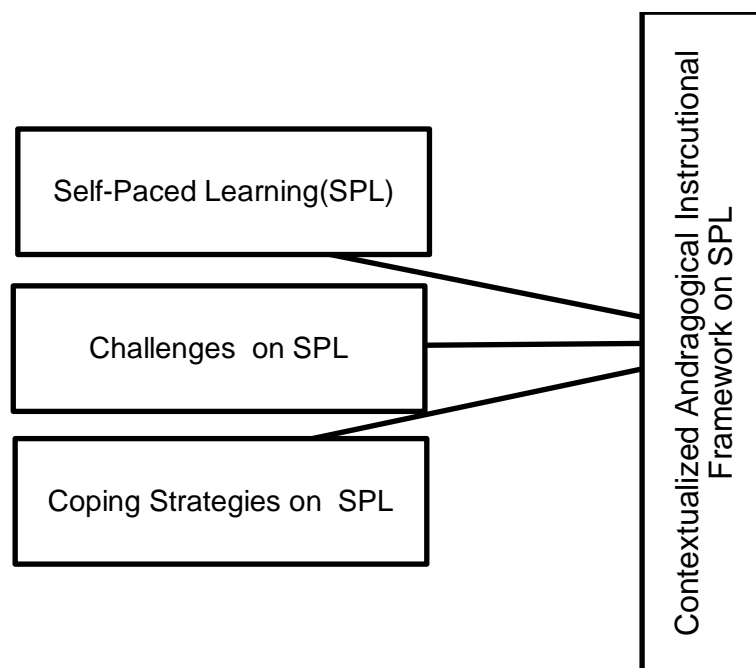 Self-Paced Learning(SPL)
Challenges on SPL
Coping Strategies on SPL
Contextualized Andragogical Instrcutional
Framework on SPL